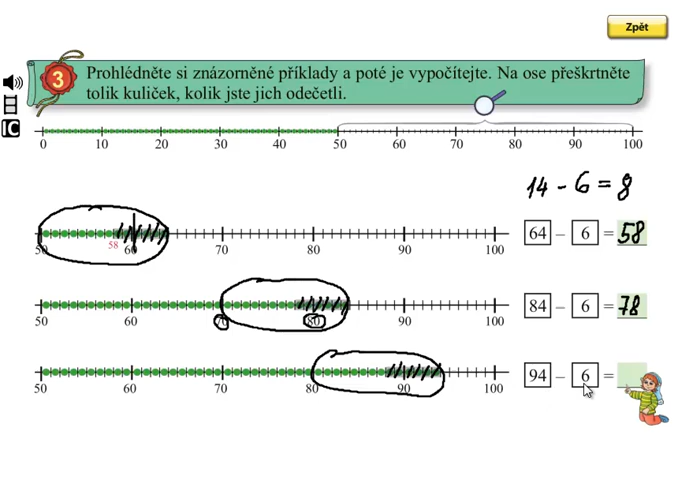 Zpět
3
Prohlédněte si znázorněné příklady a poté je vypočítejte. Na ose přeškrtněte
tolik kuliček, kolik jste jich odečetli.
0 10 20 30 40 50 60 70 80 90 100
14 - 6 = 8
64 – 6 = 58
50 58 60 70 80 90 100
84 – 6 = 78
50 60 70 80 90 100
94 – 6 =
50 60 70 80 90 100